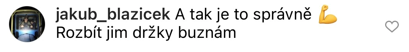 jakub_blazicek A tak je to správně 💪
Rozbít jim držky buznám